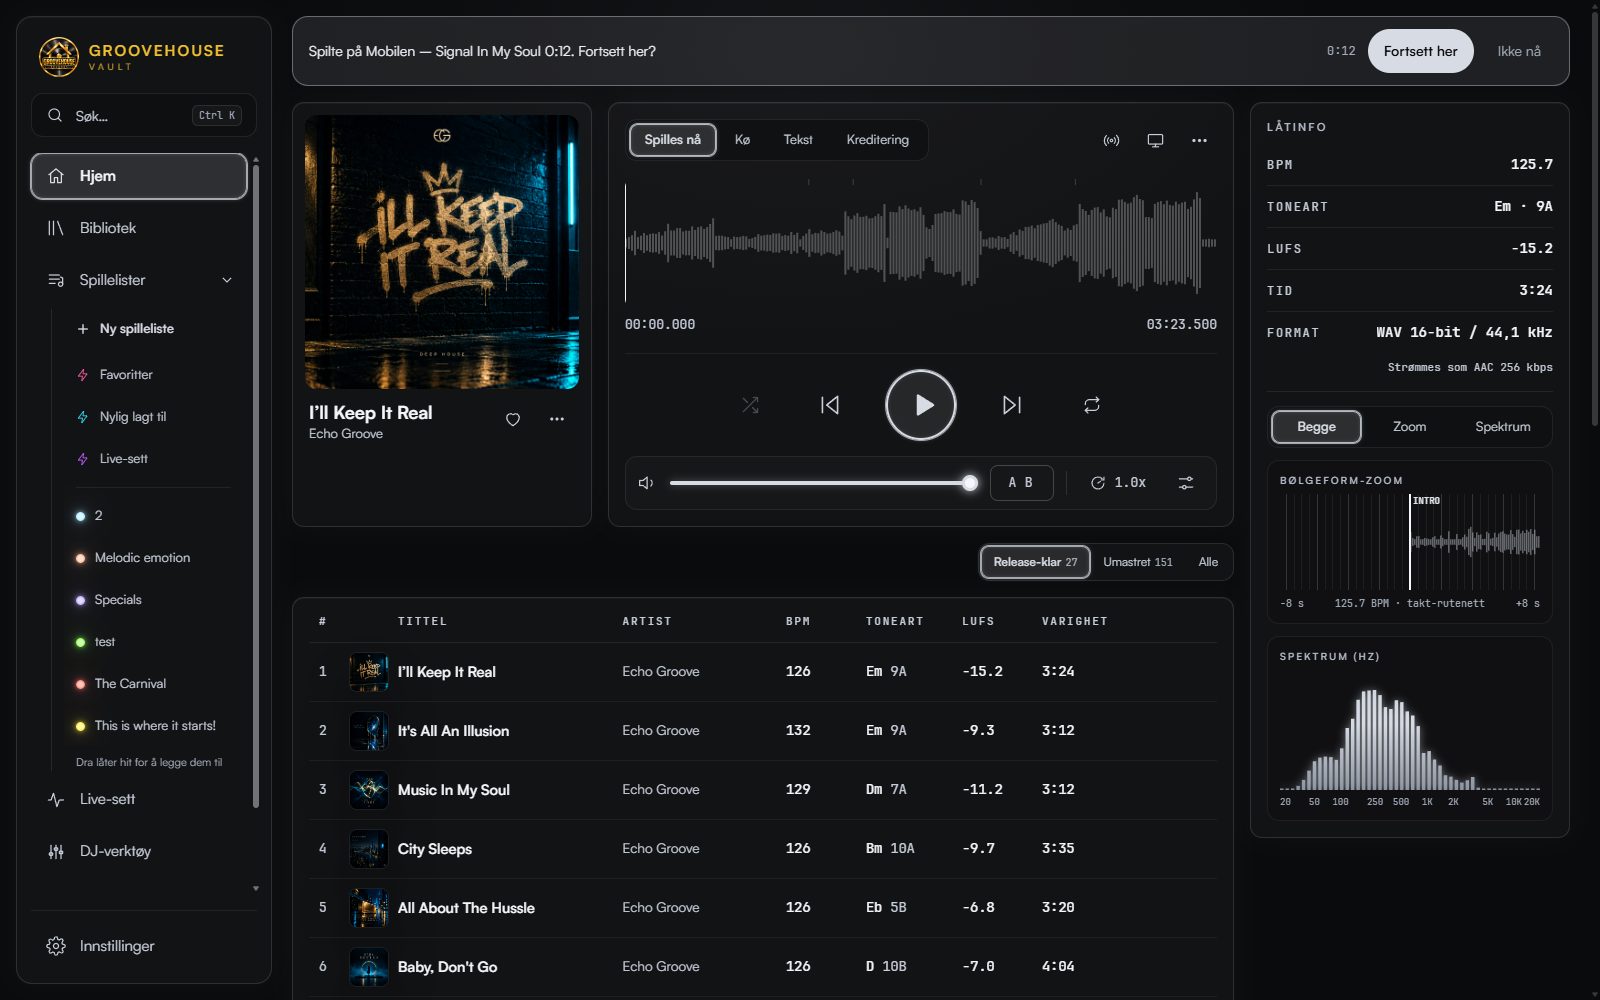 GROOVEHOUSE
VAULT
Søk...
Ctrl K
Hjem
Bibliotek
Spillelister
Ny spilleliste
Favoritter
Nylig lagt til
Live-sett
2
Melodic emotion
Specials
test
The Carnival
This is where it starts!
Dra låter hit for å legge dem til
Live-sett
DJ-verktøy
Innstillinger
Spilte på Mobilen — Signal In My Soul 0:12. Fortsett her?
0:12
Fortsett her
Ikke nå
EG
ILL KEEP
IT REAL
DEEP HOUSE
I'll Keep It Real
Echo Groove
Spilles nå
Kø
Tekst
Kreditering
00:00.000
03:23.500
A B
1.0x
LÅTINFO
BPM 125.7
TONEART Em · 9A
LUFS -15.2
TID 3:24
FORMAT WAV 16-bit / 44,1 kHz
Strømmes som AAC 256 kbps
Begge
Zoom
Spektrum
BØLGEFORM-ZOOM
INTRO
-8 s
125.7 BPM · takt-rutenett
+8 s
SPEKTRUM (HZ)
20 50 100 250 500 1K 2K 5K 10K 20K
Release-klar 27
Umastret 151
Alle
# TITTEL ARTIST BPM TONEART LUFS VARIGHET
1 I'll Keep It Real Echo Groove 126 Em 9A -15.2 3:24
2 It's All An Illusion Echo Groove 132 Em 9A -9.3 3:12
3 Music In My Soul Echo Groove 129 Dm 7A -11.2 3:12
4 City Sleeps Echo Groove 126 Bm 10A -9.7 3:35
5 All About The Hussle Echo Groove 126 Eb 5B -6.8 3:20
6 Baby, Don't Go Echo Groove 126 D 10B -7.0 4:04